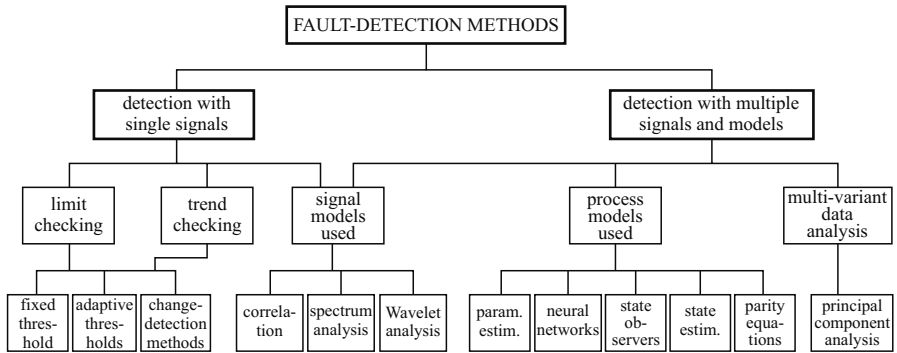 FAULT-DETECTION METHODS
detection with
single signals
detection with multiple
signals and models
limit
checking
trend
checking
signal
models
used
process
models
used
multi-variant
data
analysis
fixed
thres-
hold
adaptive
thres-
holds
change-
detection
methods
correla-
tion
spectrum
analysis
Wavelet
analysis
param.
estim.
neural
networks
state
ob-
servers
state
estim.
parity
equa-
tions
principal
component
analysis